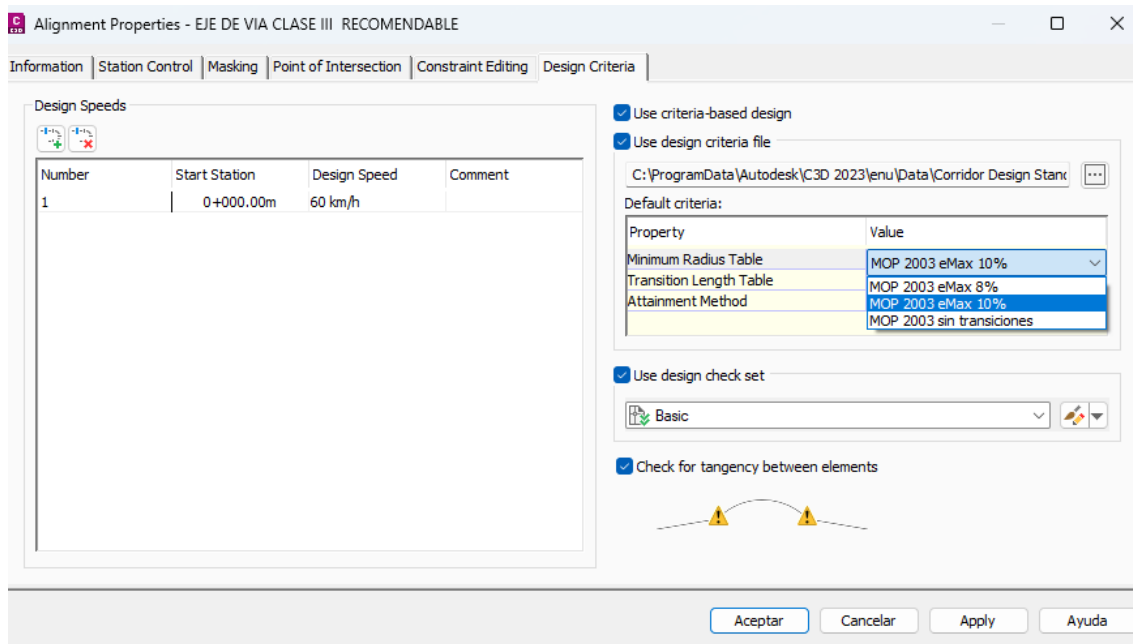 Alignment Properties - EJE DE VIA CLASE III RECOMENDABLE
Information Station Control Masking Point of Intersection Constraint Editing Design Criteria
Design Speeds
Number Start Station Design Speed Comment
1 0+000.00m 60 km/h
Use criteria-based design
Use design criteria file
C:\ProgramData\Autodesk\C3D 2023\enu\Data\Corridor Design Stand
Default criteria:
Property Value
Minimum Radius Table MOP 2003 eMax 10%
Transition Length Table MOP 2003 eMax 8%
Attainment Method MOP 2003 eMax 10%
MOP 2003 sin transiciones
Use design check set
Basic
Check for tangency between elements
Aceptar Cancelar Apply Ayuda